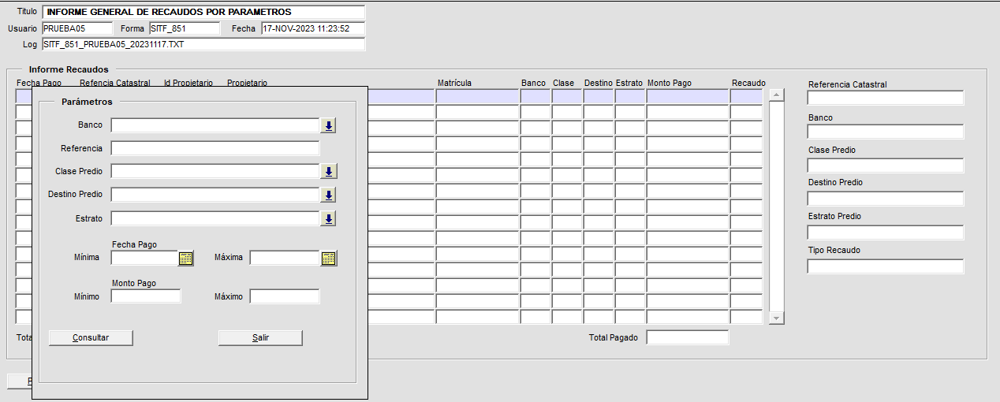 Titulo INFORME GENERAL DE RECAUDOS POR PARAMETROS
Usuario PRUEBA05 Forma SITF_851 Fecha 17-NOV-2023 11:23:52
Log SITF_851_PRUEBA05_20231117.TXT
Informe Recaudos
Fecha Pago Refencia Catastral Id Propietario Propietario Matrícula Banco Clase Destino Estrato Monto Pago Recaudo
Referencia Catastral
Banco
Clase Predio
Destino Predio
Estrato Predio
Tipo Recaudo
Parámetros
Banco
Referencia
Clase Predio
Destino Predio
Estrato
Fecha Pago
Mínima Máxima
Monto Pago
Mínimo Máximo
Consultar Salir
Total Pagado